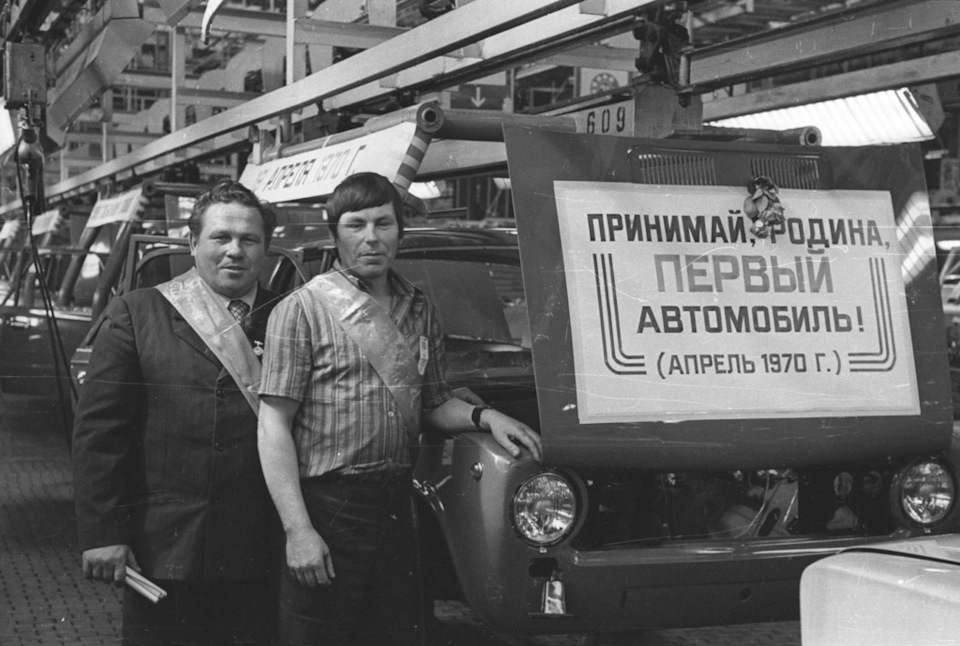 609
АПРЕЛЯ 1970 Г.
ПРИНИМАЙ, РОДИНА,
ПЕРВЫЙ
АВТОМОБИЛЬ!
(АПРЕЛЬ 1970 Г.)